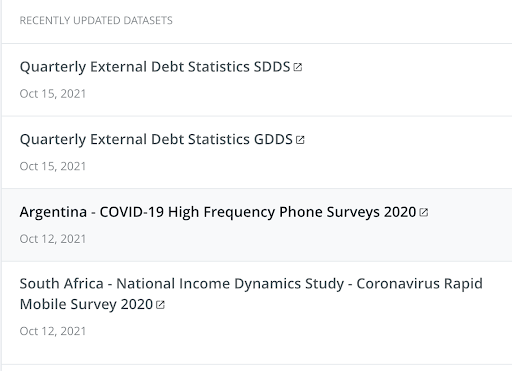 RECENTLY UPDATED DATASETS
Quarterly External Debt Statistics SDDS
Oct 15, 2021
Quarterly External Debt Statistics GDDS
Oct 15, 2021
Argentina - COVID-19 High Frequency Phone Surveys 2020
Oct 12, 2021
South Africa - National Income Dynamics Study - Coronavirus Rapid
Mobile Survey 2020
Oct 12, 2021